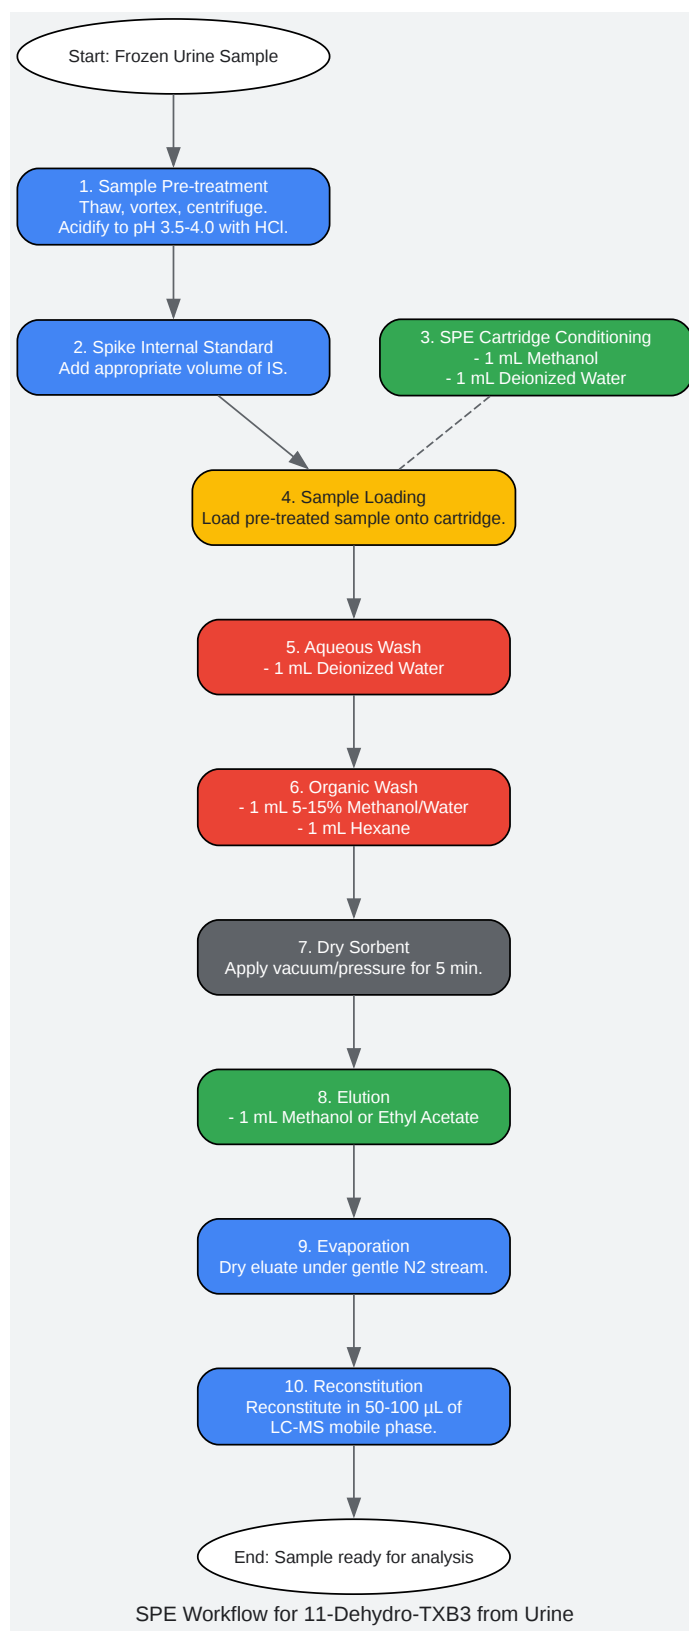 Start: Frozen Urine Sample
1. Sample Pre-treatment
Thaw, vortex, centrifuge.
Acidify to pH 3.5-4.0 with HCl.
2. Spike Internal Standard
Add appropriate volume of IS.
3. SPE Cartridge Conditioning
- 1 mL Methanol
- 1 mL Deionized Water
4. Sample Loading
Load pre-treated sample onto cartridge.
5. Aqueous Wash
- 1 mL Deionized Water
6. Organic Wash
- 1 mL 5-15% Methanol/Water
- 1 mL Hexane
7. Dry Sorbent
Apply vacuum/pressure for 5 min.
8. Elution
- 1 mL Methanol or Ethyl Acetate
9. Evaporation
Dry eluate under gentle N2 stream.
10. Reconstitution
Reconstitute in 50-100 µL of
LC-MS mobile phase.
End: Sample ready for analysis
SPE Workflow for 11-Dehydro-TXB3 from Urine